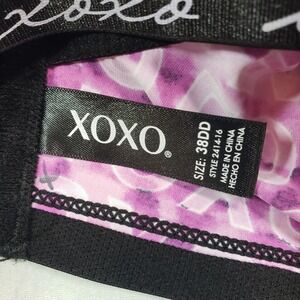 xoxo
XOXO®
SIZE: 38DD
STYLE 2414-16
MADE IN CHINA
HECHO EN CHINA